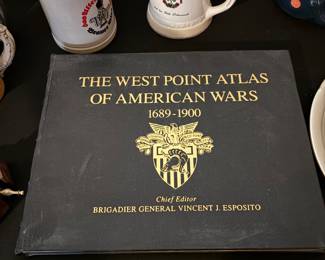 THE WEST POINT ATLAS
OF AMERICAN WARS
1689-1900
Chief Editor
BRIGADIER GENERAL VINCENT J. ESPOSITO